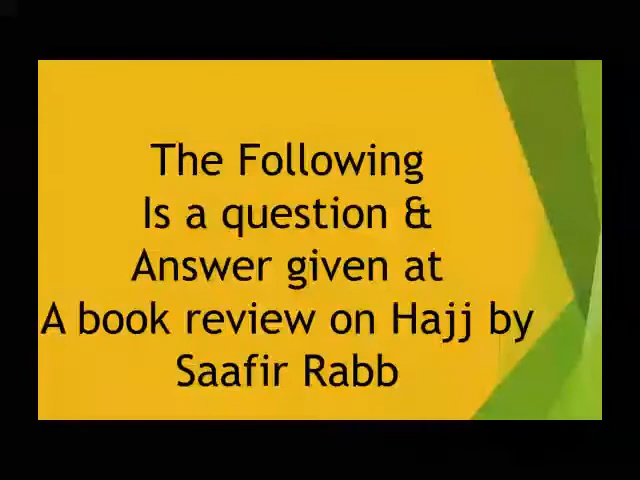 The Following
Is a question &
Answer given at
A book review on Hajj by
Saafir Rabb